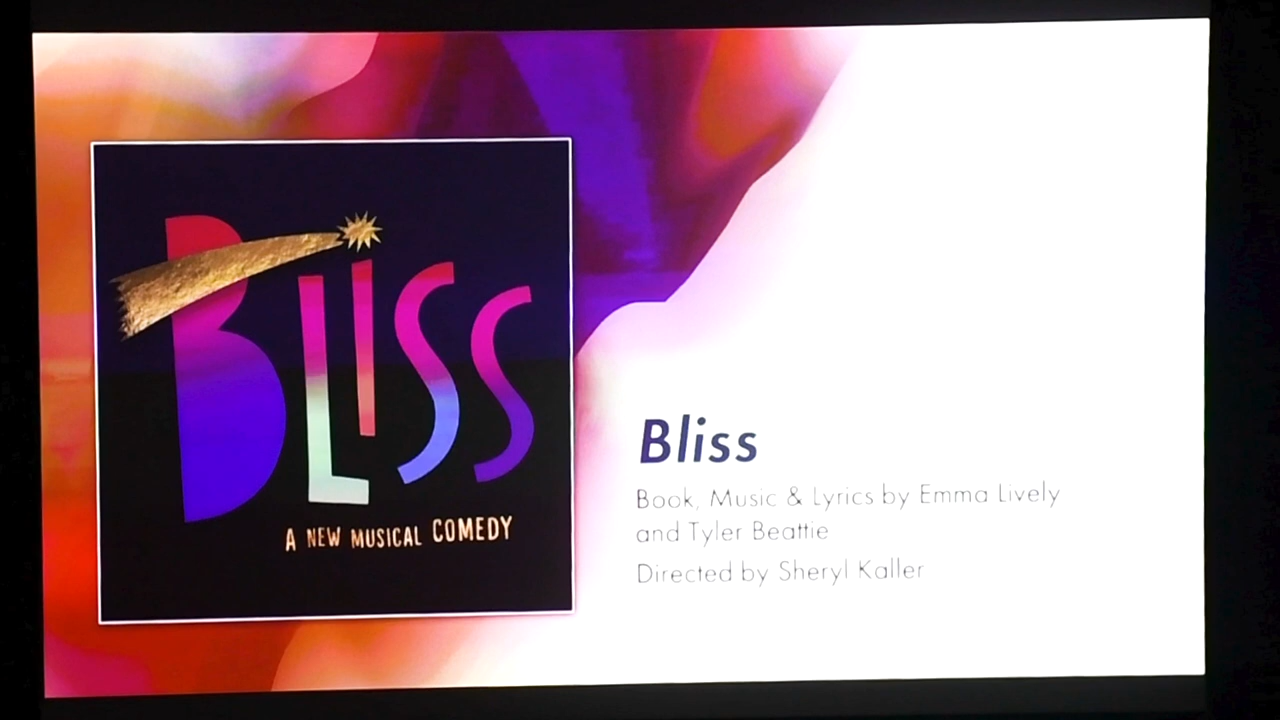 BLISS
A NEW MUSICAL COMEDY
Bliss
Book, Music & Lyrics by Emma Lively
and Tyler Beattie
Directed by Sheryl Kaller